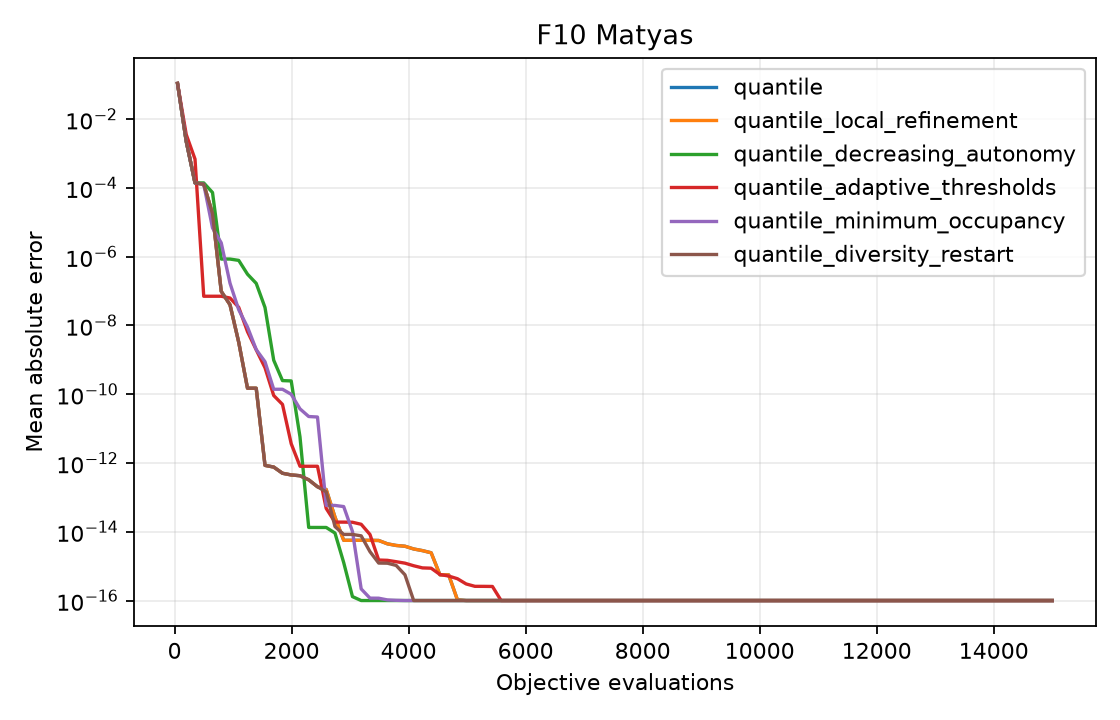 F10 Matyas
quantile
quantile_local_refinement
quantile_decreasing_autonomy
quantile_adaptive_thresholds
quantile_minimum_occupancy
quantile_diversity_restart
Mean absolute error
10⁻²
10⁻⁴
10⁻⁶
10⁻⁸
10⁻¹⁰
10⁻¹²
10⁻¹⁴
10⁻¹⁶
0 2000 4000 6000 8000 10000 12000 14000
Objective evaluations